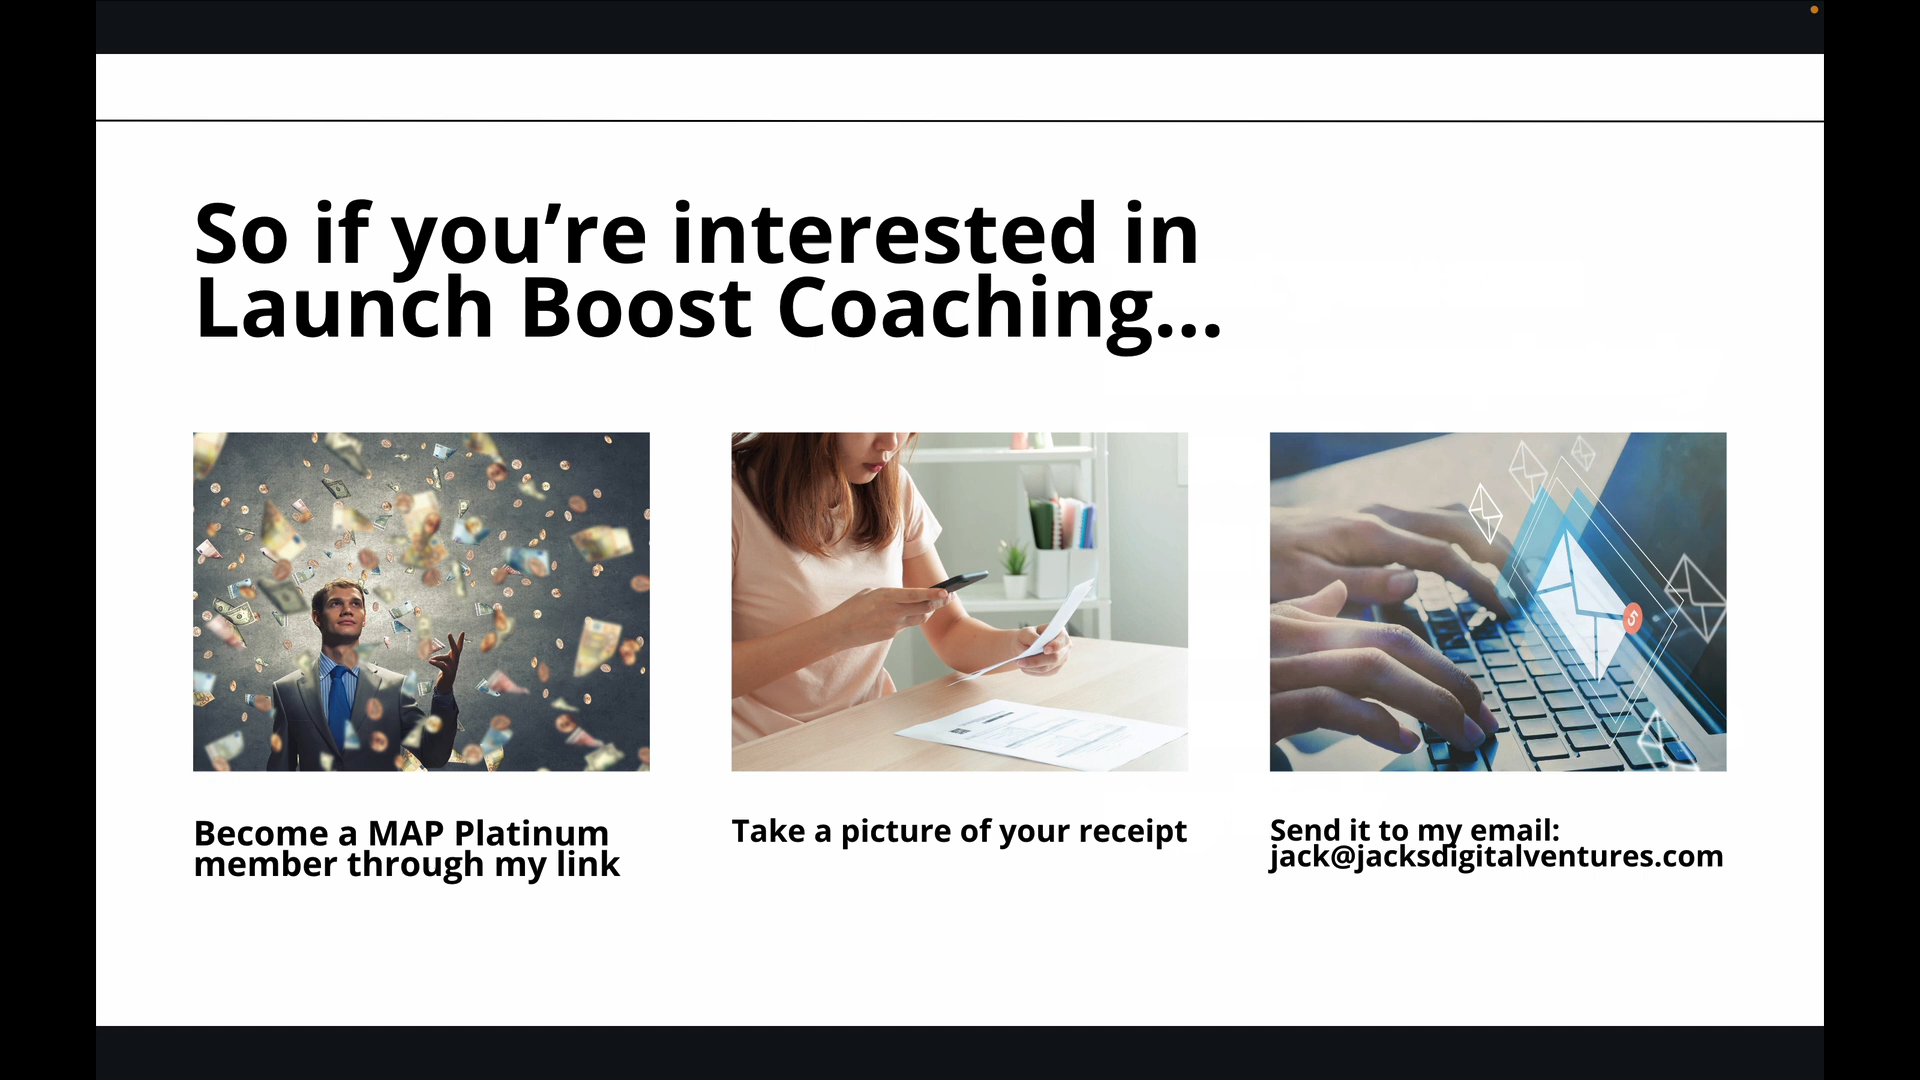 So if you’re interested in
Launch Boost Coaching...
Become a MAP Platinum
member through my link
Take a picture of your receipt
Send it to my email:
jack@jacksdigitalventures.com
5